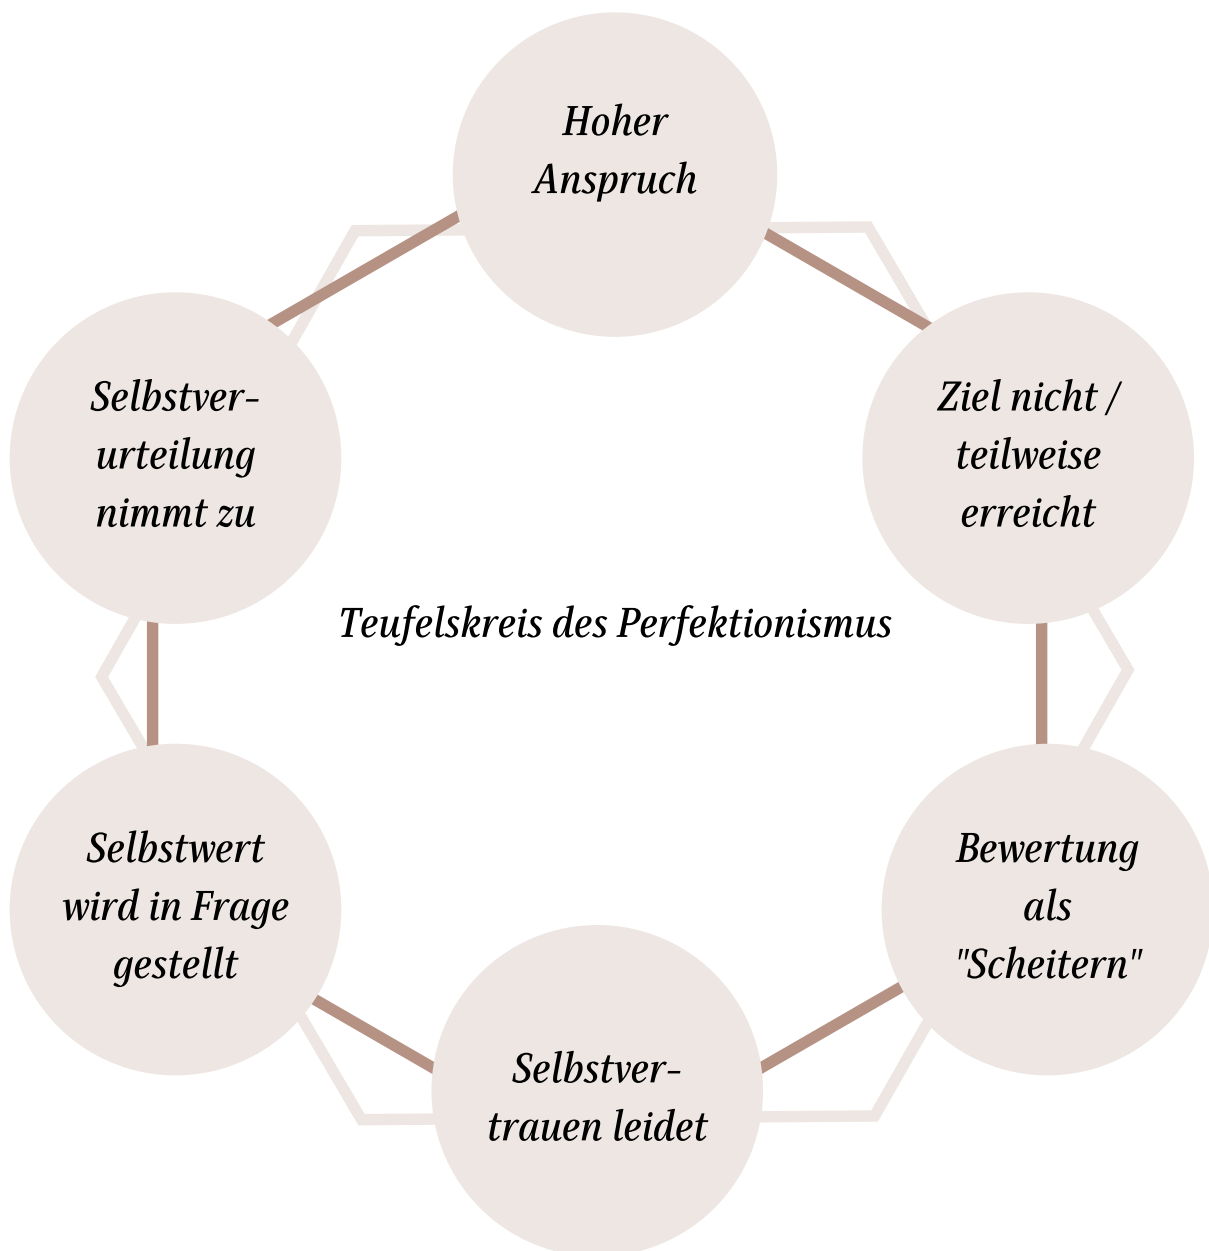 Hoher
Anspruch
Ziel nicht /
teilweise
erreicht
Bewertung
als
"Scheitern"
Selbstver-
trauen leidet
Selbstwert
wird in Frage
gestellt
Selbstver-
urteilung
nimmt zu
Teufelskreis des Perfektionismus